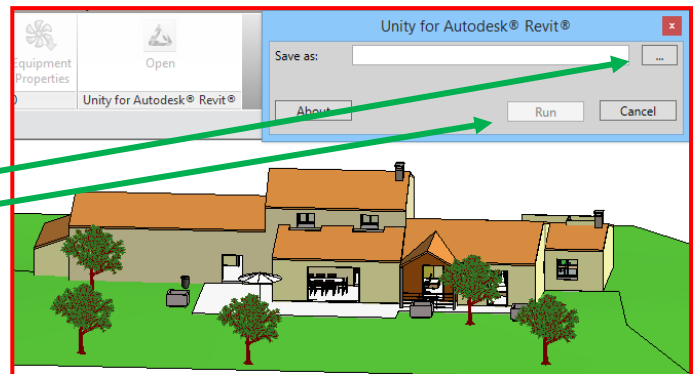 Equipment
Properties
Open
Unity for Autodesk® Revit®
Unity for Autodesk® Revit®
x
Save as:
...
About
Run
Cancel